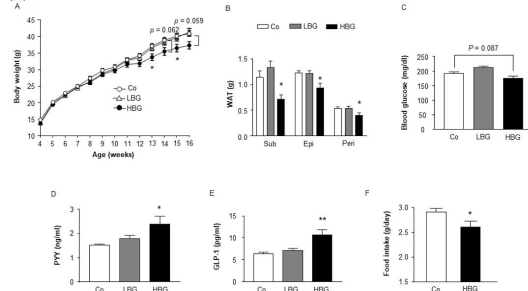 A
p = 0.059
p = 0.062
Body weight (g)
45
40
35
30
25
20
15
10
Co
LBG
HBG
*
*
4 5 6 7 8 9 10 11 12 13 14 15 16
Age (weeks)
B
Co LBG HBG
WAT (g)
1.5
1.0
0.5
0.0
*
*
*
Sub Epi Peri
C
P = 0.087
Blood glucose (mg/dl)
250
200
150
100
50
0
Co LBG HBG
D
PYY (ng/ml)
3
2
1
0
*
Co LBG HBG
E
GLP-1 (pg/ml)
15
10
5
0
**
Co LBG HBG
F
Food intake (g/day)
3.0
2.5
2.0
1.5
*
Co HBG